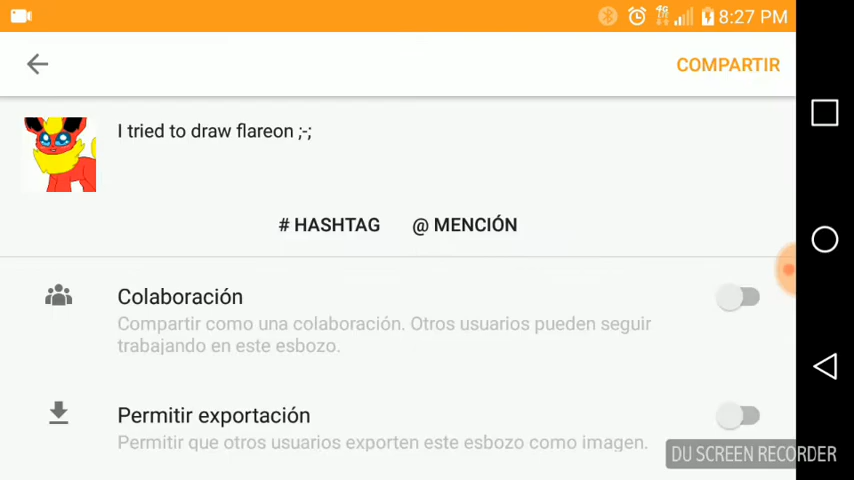 4G 8:27 PM
COMPARTIR
I tried to draw flareon ;-;
# HASHTAG @ MENCIÓN
Colaboración
Compartir como una colaboración. Otros usuarios pueden seguir
trabajando en este esbozo.
Permitir exportación
Permitir que otros usuarios exporten este esbozo como imagen.
DU SCREEN RECORDER